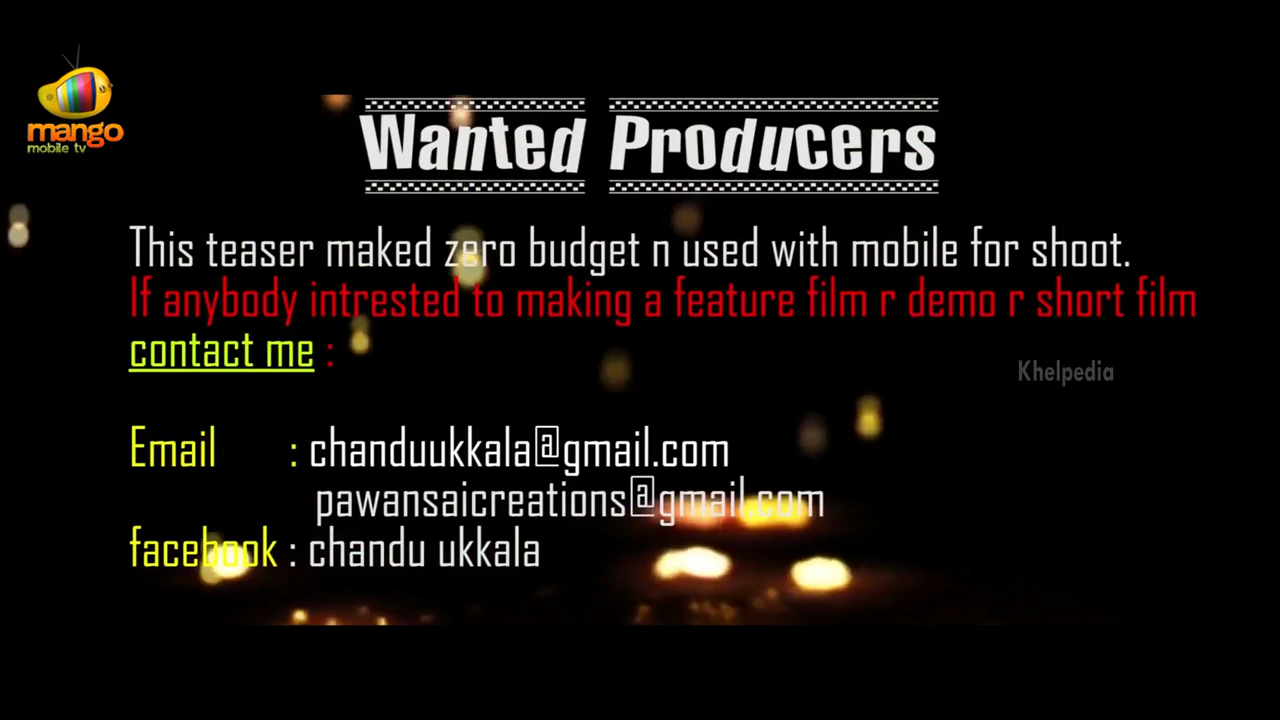 mango
mobile tv
Wanted Producers
This teaser maked zero budget n used with mobile for shoot.
If anybody intrested to making a feature film r demo r short film
contact me :
Khelpedia
Email : chanduukkala@gmail.com
pawansaicreations@gmail.com
facebook : chandu ukkala